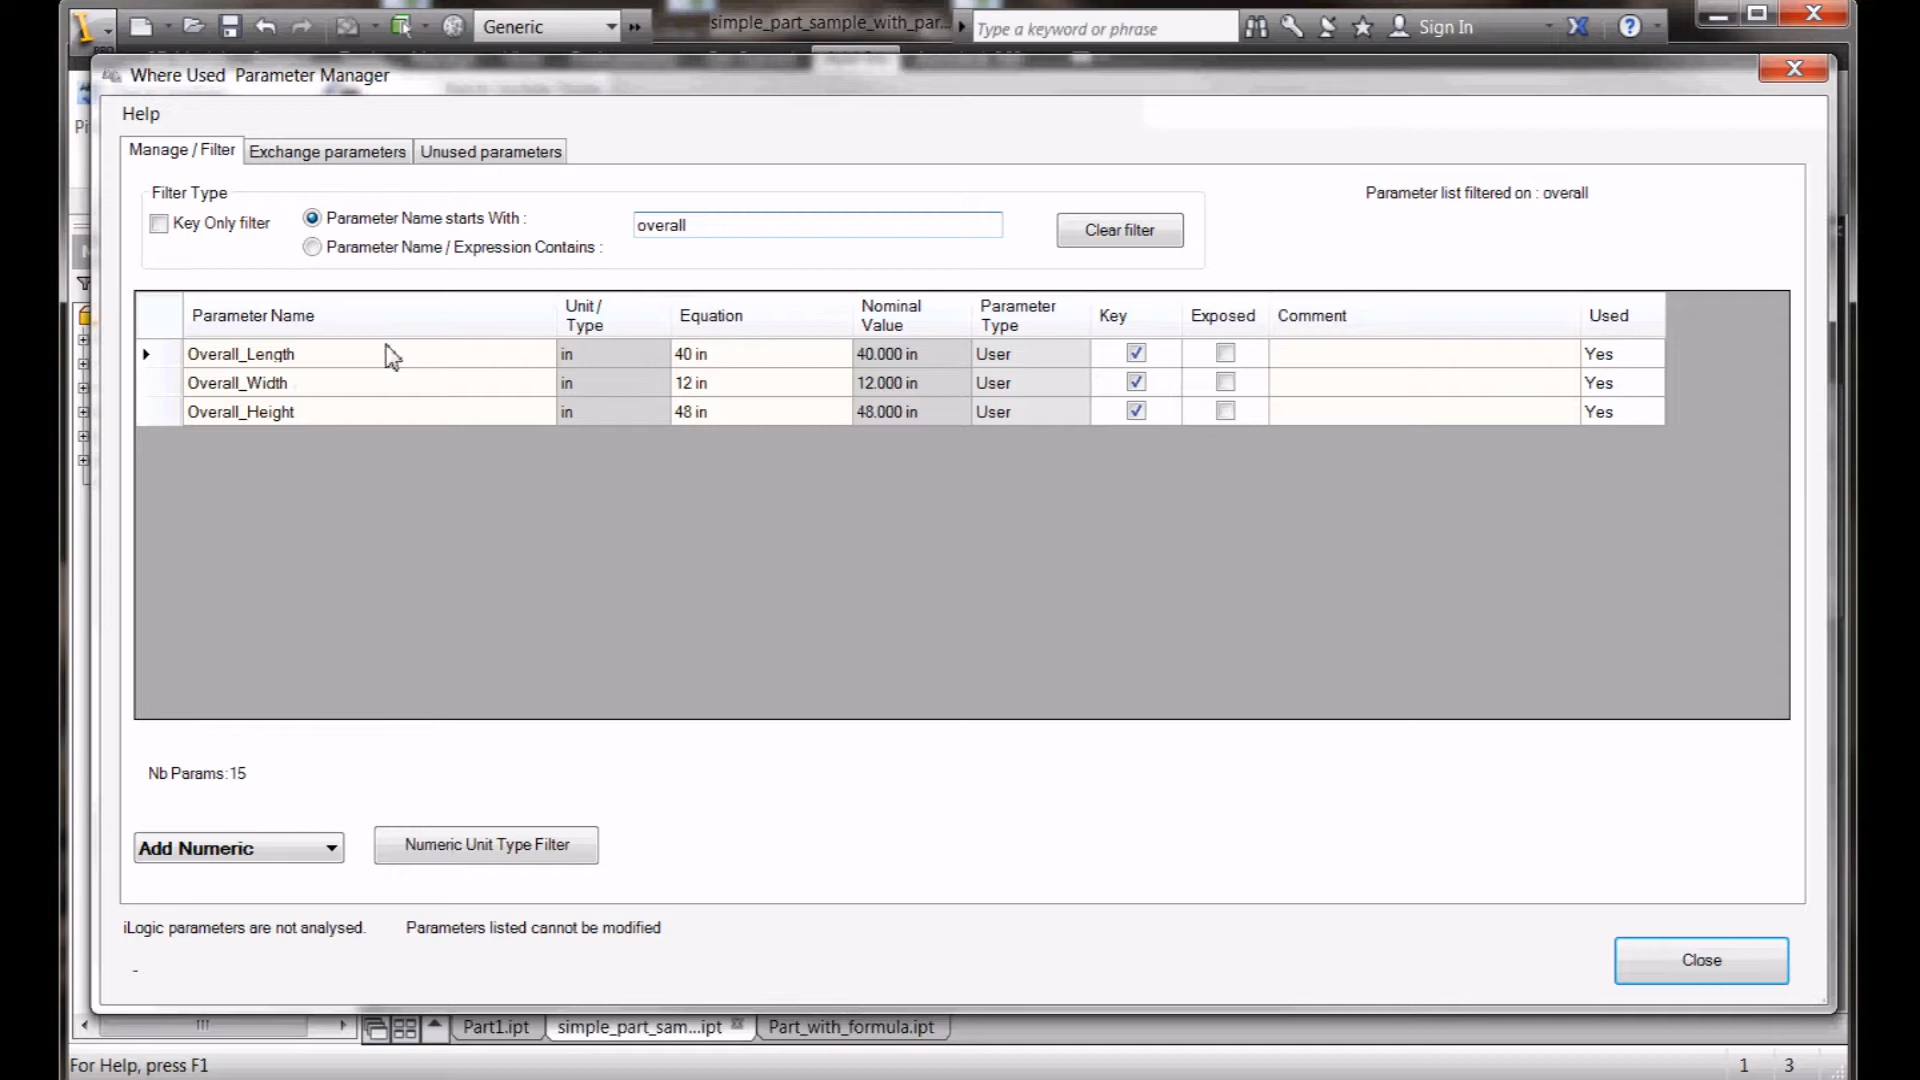 Generic
simple_part_sample_with_par...
Type a keyword or phrase
Sign In
PRO
Where Used Parameter Manager
Help
Manage / Filter
Exchange parameters
Unused parameters
Filter Type
Parameter list filtered on : overall
Key Only filter
Parameter Name starts With :
overall
Clear filter
Parameter Name / Expression Contains :
Parameter Name
Unit / Type
Equation
Nominal Value
Parameter Type
Key
Exposed
Comment
Used
Overall_Length in 40 in 40.000 in User Yes
Overall_Width in 12 in 12.000 in User Yes
Overall_Height in 48 in 48.000 in User Yes
Nb Params:15
Add Numeric
Numeric Unit Type Filter
iLogic parameters are not analysed.
Parameters listed cannot be modified
-
Close
Part1.ipt
simple_part_sam...ipt
Part_with_formula.ipt
For Help, press F1
1
3